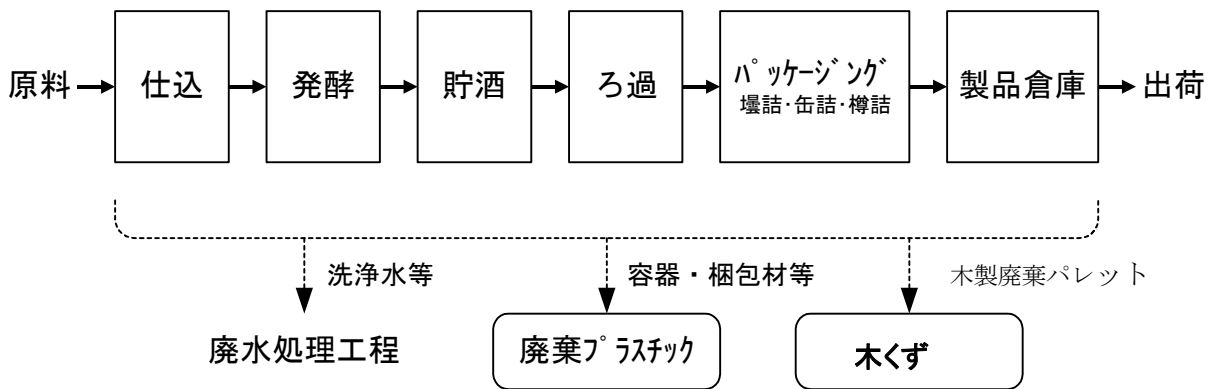 原料
仕込
発酵
貯酒
ろ過
ﾊﾟｯｹｰｼﾞﾝｸﾞ
壜詰・缶詰・樽詰
製品倉庫
出荷
洗浄水等
容器・梱包材等
木製廃棄パレット
廃水処理工程
廃棄ﾌﾟﾗｽﾁｯｸ
木くず